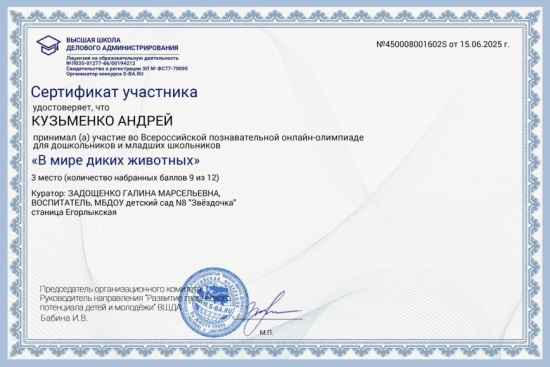 ВЫСШАЯ ШКОЛА
ДЕЛОВОГО АДМИНИСТРИРОВАНИЯ
Лицензия на образовательную деятельность
№Л035-01277-66/00194212
Свидетельство о регистрации ЭЛ № ФС77-70095
Организатор конкурса S-BA.RU
№450008001602S от 15.06.2025 г.
Сертификат участника
удостоверяет, что
КУЗЬМЕНКО АНДРЕЙ
принимал (а) участие во Всероссийской познавательной онлайн-олимпиаде
для дошкольников и младших школьников
«В мире диких животных»
3 место (количество набранных баллов 9 из 12)
Куратор: ЗАДОЩЕНКО ГАЛИНА МАРСЕЛЬЕВНА,
ВОСПИТАТЕЛЬ, МБДОУ детский сад N8 "Звёздочка"
станица Егорлыкская
Председатель организационного комитета
Руководитель направления "Развитие творческого
потенциала детей и молодёжи" ВШДА
Бабина И.В.
S-BA.RU
М.П.